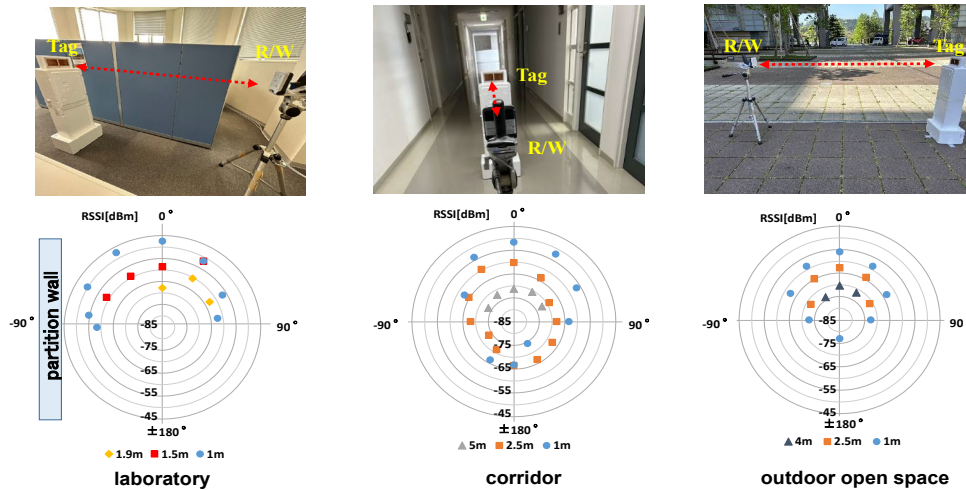 Tag
R/W
Tag
R/W
R/W
Tag
RSSI[dBm] 0 °
partition wall
-90° 90 °
-85
-75
-65
-55
-45
±180°
1.9m 1.5m 1m
laboratory
RSSI[dBm] 0 °
-90° 90 °
-85
-75
-65
-55
-45
±180°
5m 2.5m 1m
corridor
RSSI[dBm] 0 °
-90° 90 °
-85
-75
-65
-55
-45
±180°
4m 2.5m 1m
outdoor open space